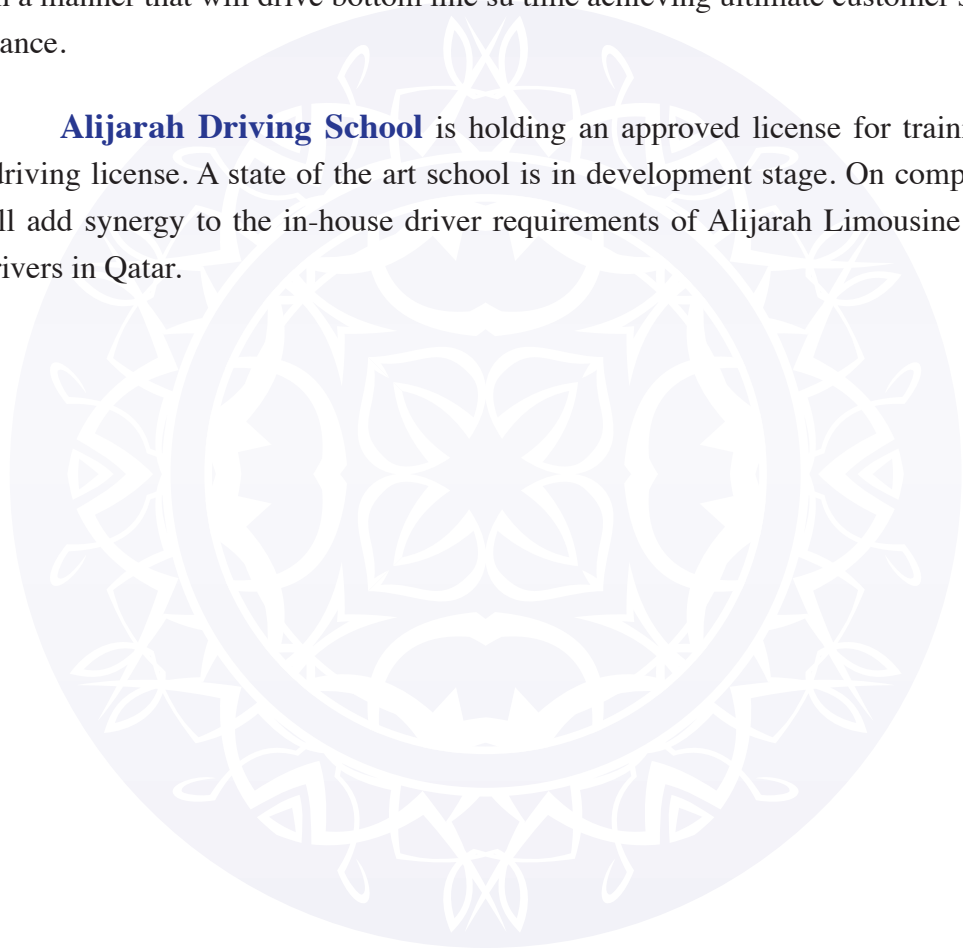 a manner that will drive bottom line su time achieving ultimate customer s
ance.
Alijarah Driving School is holding an approved license for train
driving license. A state of the art school is in development stage. On comp
ll add synergy to the in-house driver requirements of Alijarah Limousine
rivers in Qatar.